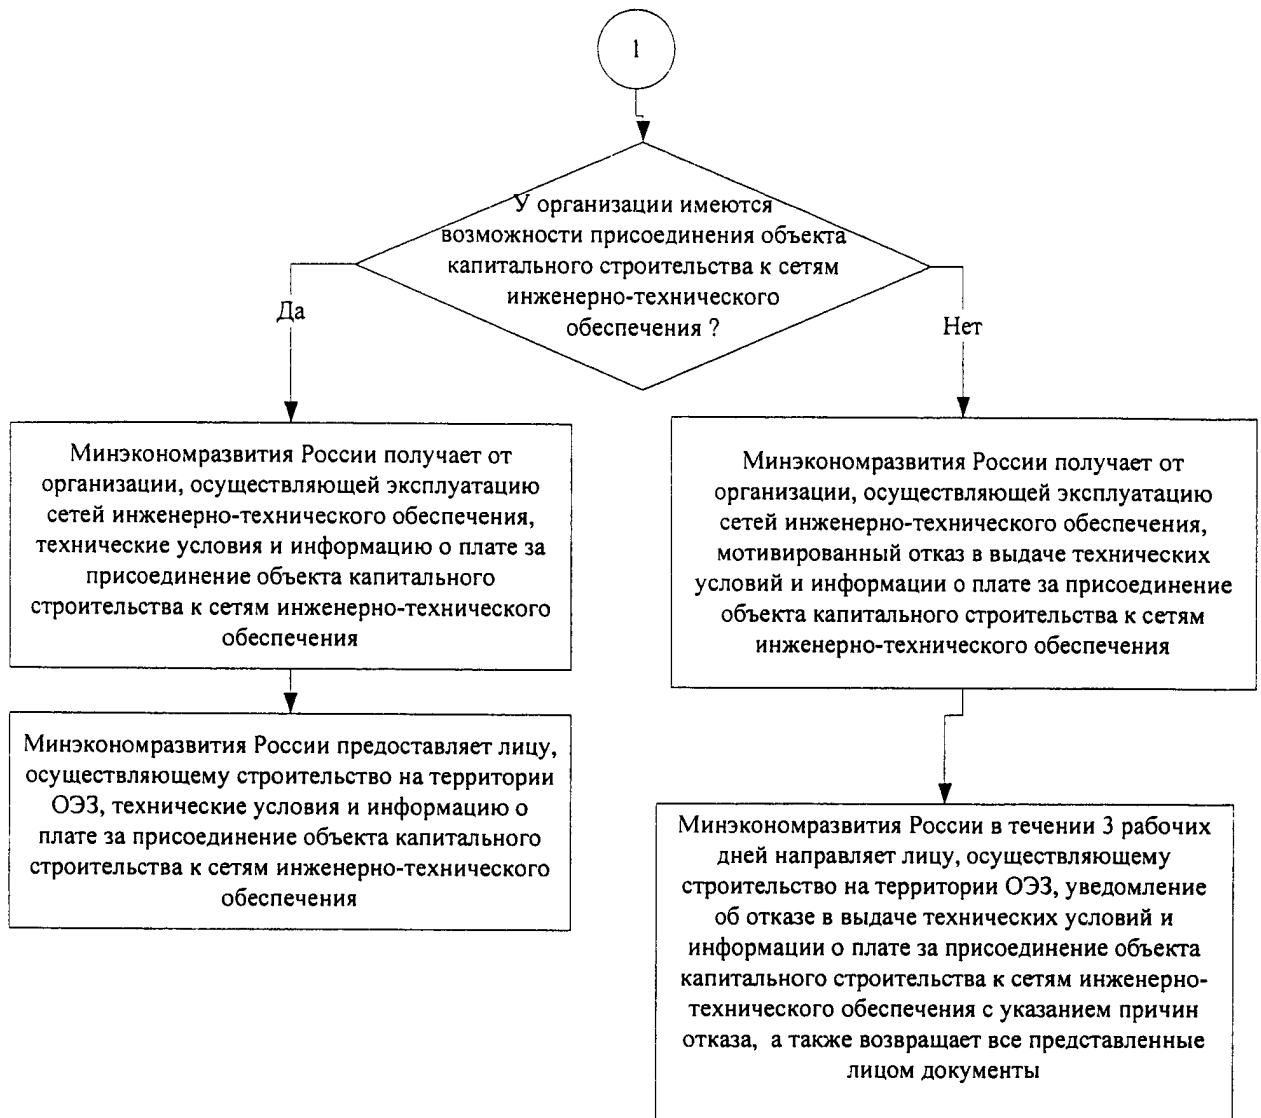 1
У организации имеются
возможности присоединения объекта
капитального строительства к сетям
инженерно-технического
обеспечения ?
Да
Нет
Минэкономразвития России получает от
организации, осуществляющей эксплуатацию
сетей инженерно-технического обеспечения,
технические условия и информацию о плате за
присоединение объекта капитального
строительства к сетям инженерно-технического
обеспечения
Минэкономразвития России получает от
организации, осуществляющей эксплуатацию
сетей инженерно-технического обеспечения,
мотивированный отказ в выдаче технических
условий и информации о плате за присоединение
объекта капитального строительства к сетям
инженерно-технического обеспечения
Минэкономразвития России предоставляет лицу,
осуществляющему строительство на территории
ОЭЗ, технические условия и информацию о
плате за присоединение объекта капитального
строительства к сетям инженерно-технического
обеспечения
Минэкономразвития России в течении 3 рабочих
дней направляет лицу, осуществляющему
строительство на территории ОЭЗ, уведомление
об отказе в выдаче технических условий и
информации о плате за присоединение объекта
капитального строительства к сетям инженерно-
технического обеспечения с указанием причин
отказа, а также возвращает все представленные
лицом документы